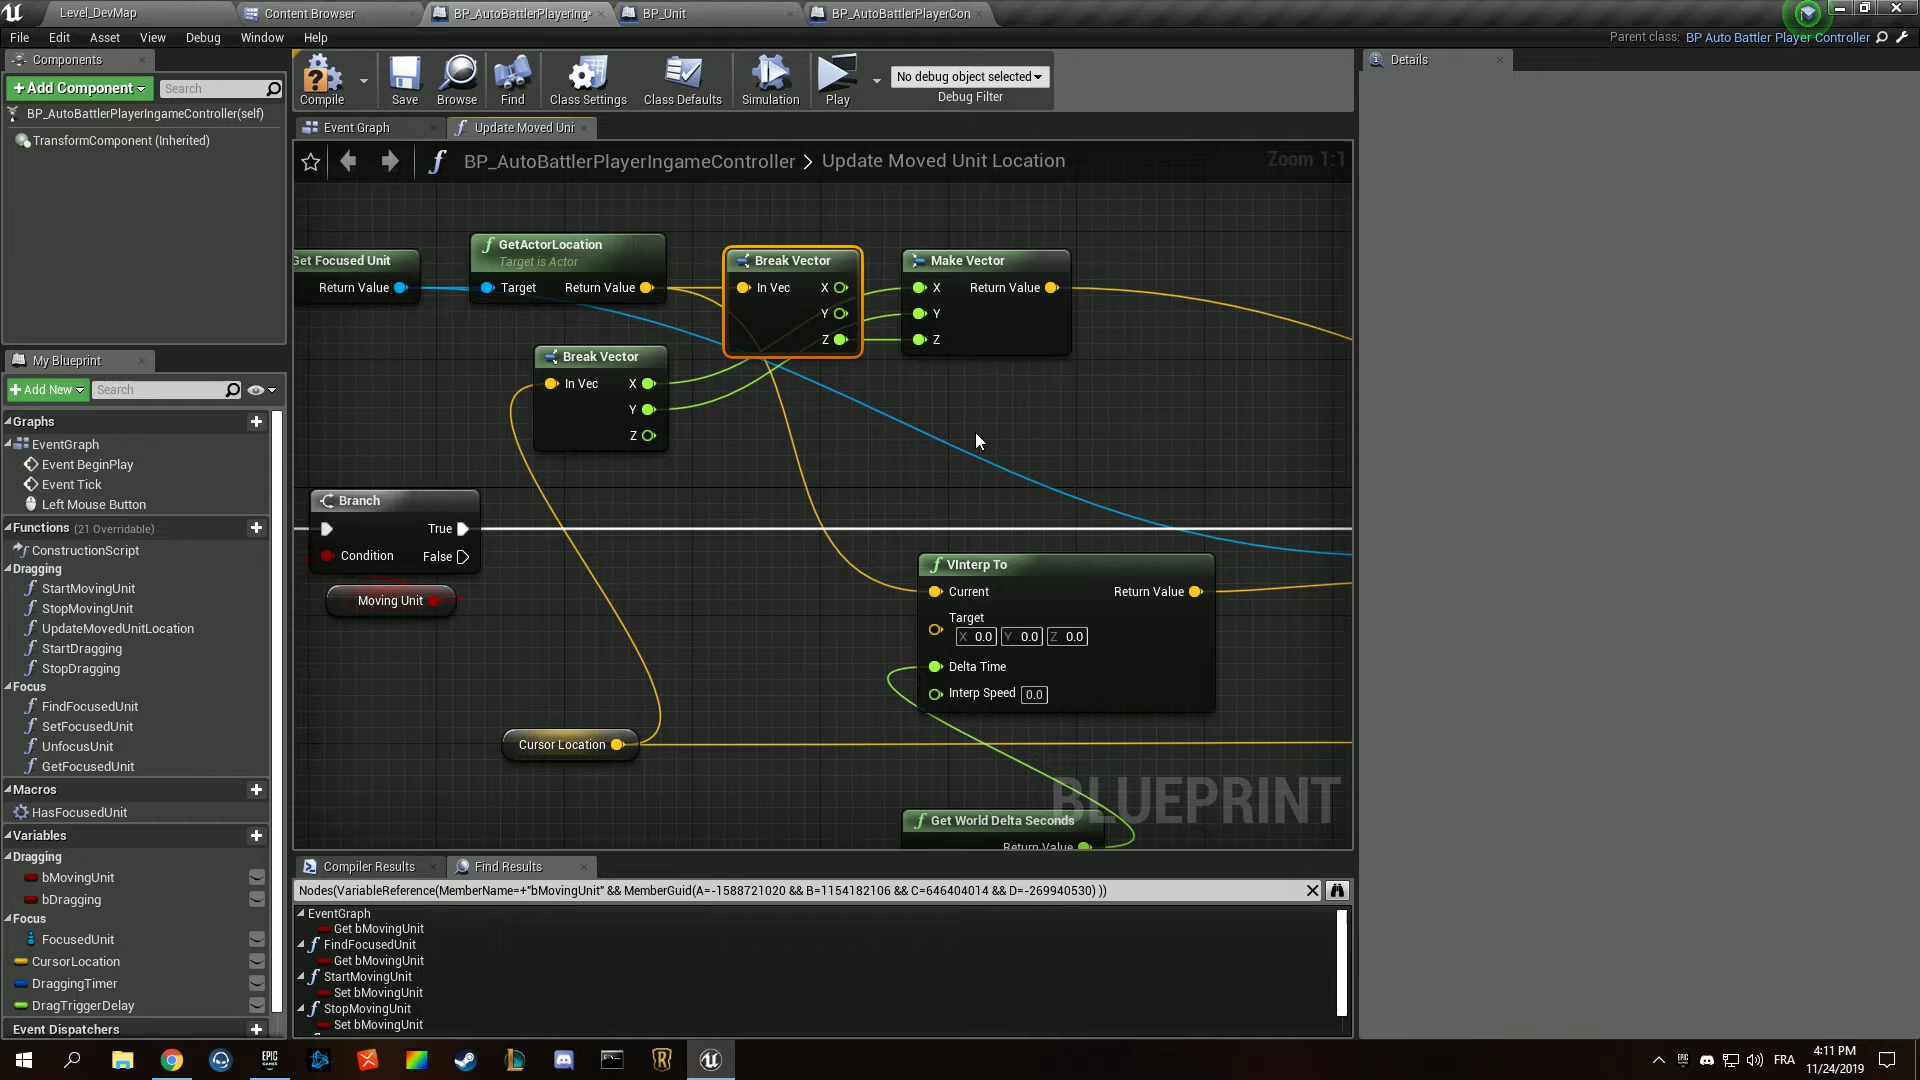 Level_DevMap
Content Browser
BP_AutoBattlerPlayerIng*
BP_Unit
BP_AutoBattlerPlayerCon
File
Edit
Asset
View
Debug
Window
Help
Parent class:
BP Auto Battler Player Controller
Components
+Add Component
Search
BP_AutoBattlerPlayerIngameController(self)
TransformComponent (Inherited)
Compile
Save
Browse
Find
Class Settings
Class Defaults
Simulation
Play
No debug object selected
Debug Filter
Details
Event Graph
Update Moved Uni
BP_AutoBattlerPlayerIngameController > Update Moved Unit Location
Zoom 1:1
Get Focused Unit
Return Value
GetActorLocation
Target is Actor
Target
Return Value
Break Vector
In Vec
X
Y
Z
Make Vector
X
Return Value
Y
Z
Break Vector
In Vec
X
Y
Z
Branch
True
Condition
False
Moving Unit
VInterp To
Current
Return Value
Target
X 0.0 Y 0.0 Z 0.0
Delta Time
Interp Speed 0.0
Cursor Location
Get World Delta Seconds
Return Value
BLUEPRINT
My Blueprint
+Add New
Search
Graphs
EventGraph
Event BeginPlay
Event Tick
Left Mouse Button
Functions (21 Overridable)
ConstructionScript
Dragging
StartMovingUnit
StopMovingUnit
UpdateMovedUnitLocation
StartDragging
StopDragging
Focus
FindFocusedUnit
SetFocusedUnit
UnfocusUnit
GetFocusedUnit
Macros
HasFocusedUnit
Variables
Dragging
bMovingUnit
bDragging
Focus
FocusedUnit
CursorLocation
DraggingTimer
DragTriggerDelay
Event Dispatchers
Compiler Results
Find Results
Nodes(VariableReference(MemberName=+"bMovingUnit" && MemberGuid(A=-1588721020 && B=1154182106 && C=646404014 && D=-269940530) ))
EventGraph
Get bMovingUnit
FindFocusedUnit
Get bMovingUnit
StartMovingUnit
Set bMovingUnit
StopMovingUnit
Set bMovingUnit
EPIC
GAMES
FRA
4:11 PM
11/24/2019